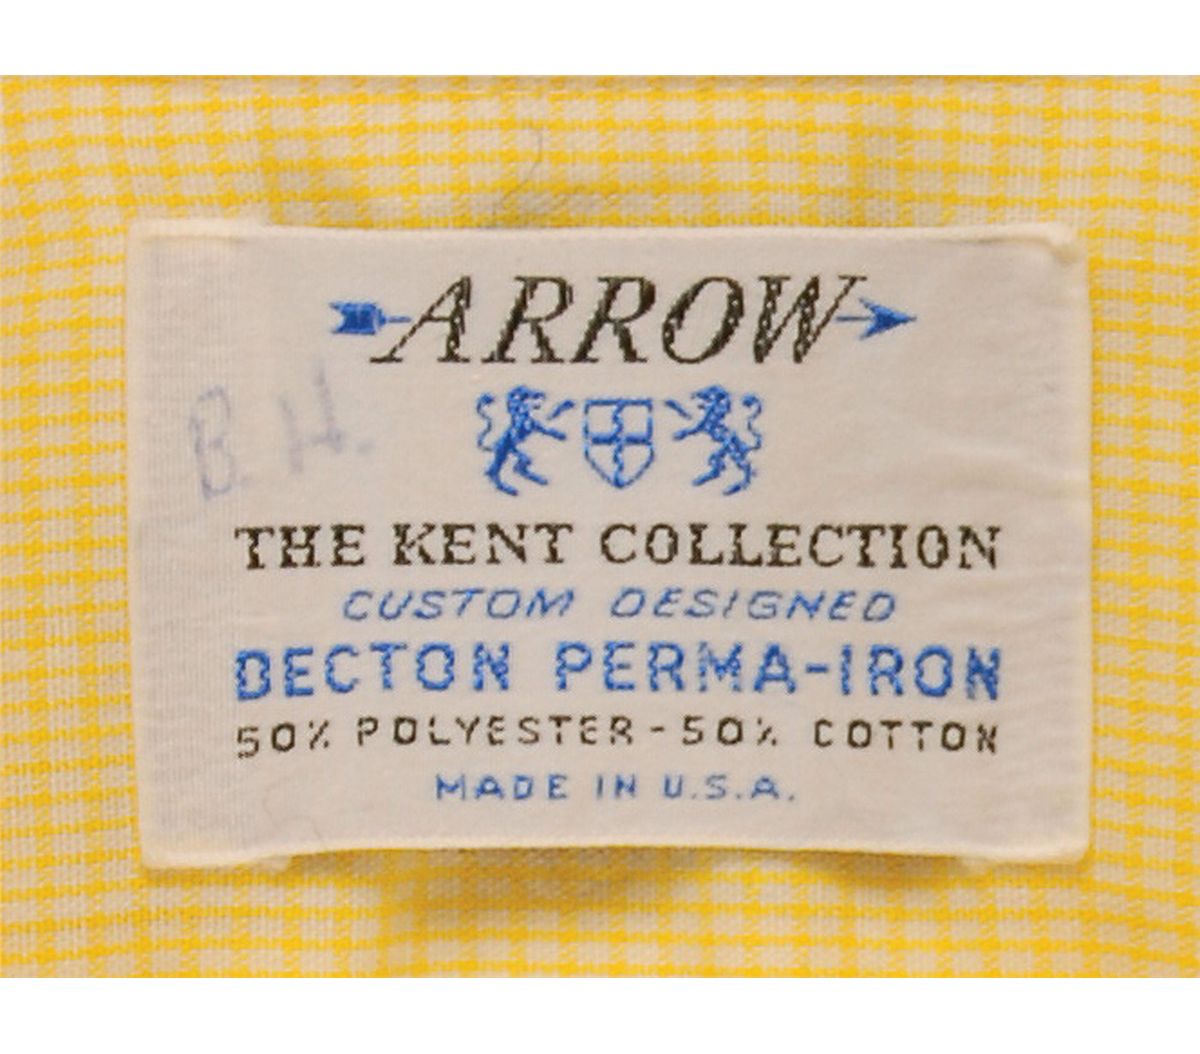 ARROW
B. H.
THE KENT COLLECTION
CUSTOM DESIGNED
DECTON PERMA-IRON
50% POLYESTER - 50% COTTON
MADE IN U.S.A.